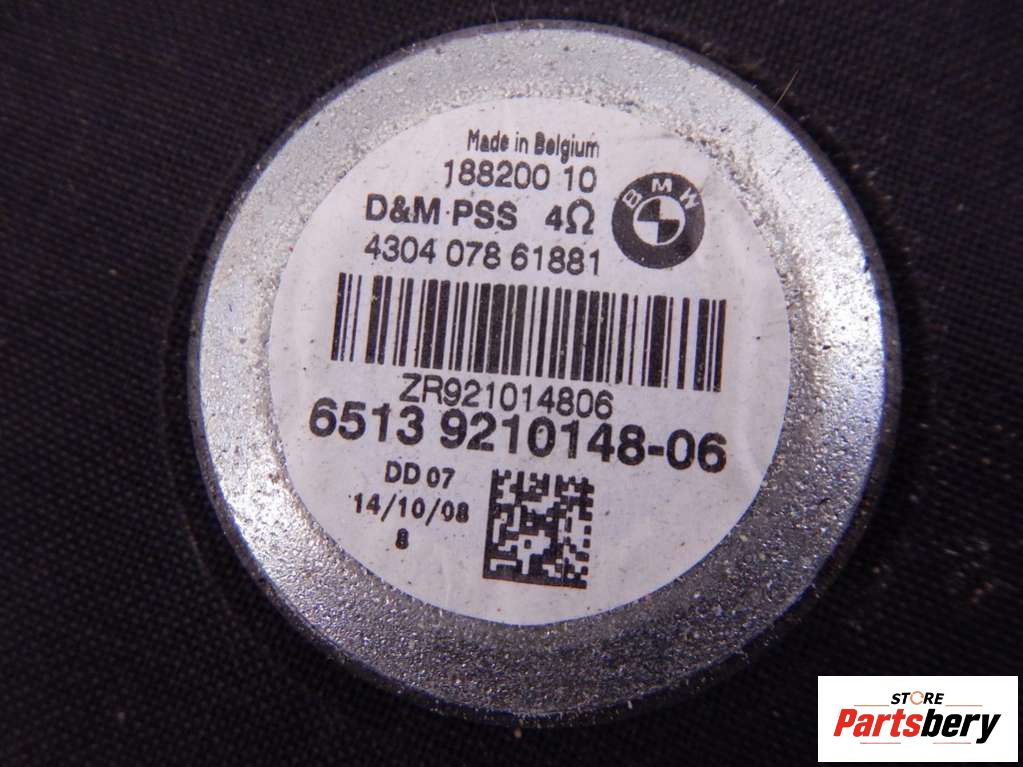 Made in Belgium
188200 10
D&M PSS 4Ω
BMW
4304 078 61881
ZR921014806
6513 9210148-06
DD 07
14/10/08
8
STORE
Partsbery